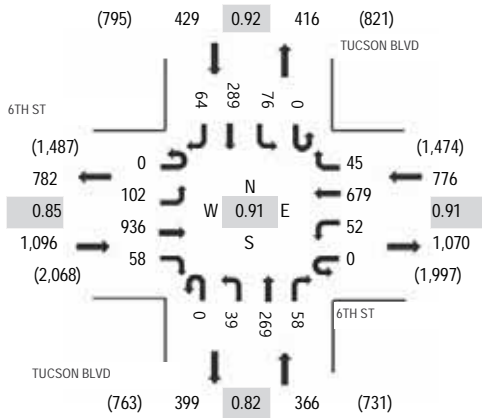 (795) 429 0.92 416 (821)
TUCSON BLVD
64 289 76 0
6TH ST
(1,487) (1,474)
0 45
782 776
102 679
N
0.85 W 0.91 E 0.91
936 52
S
1,096 1,070
58 0
(2,068) (1,997)
0 39 269 58
6TH ST
TUCSON BLVD
(763) 399 0.82 366 (731)